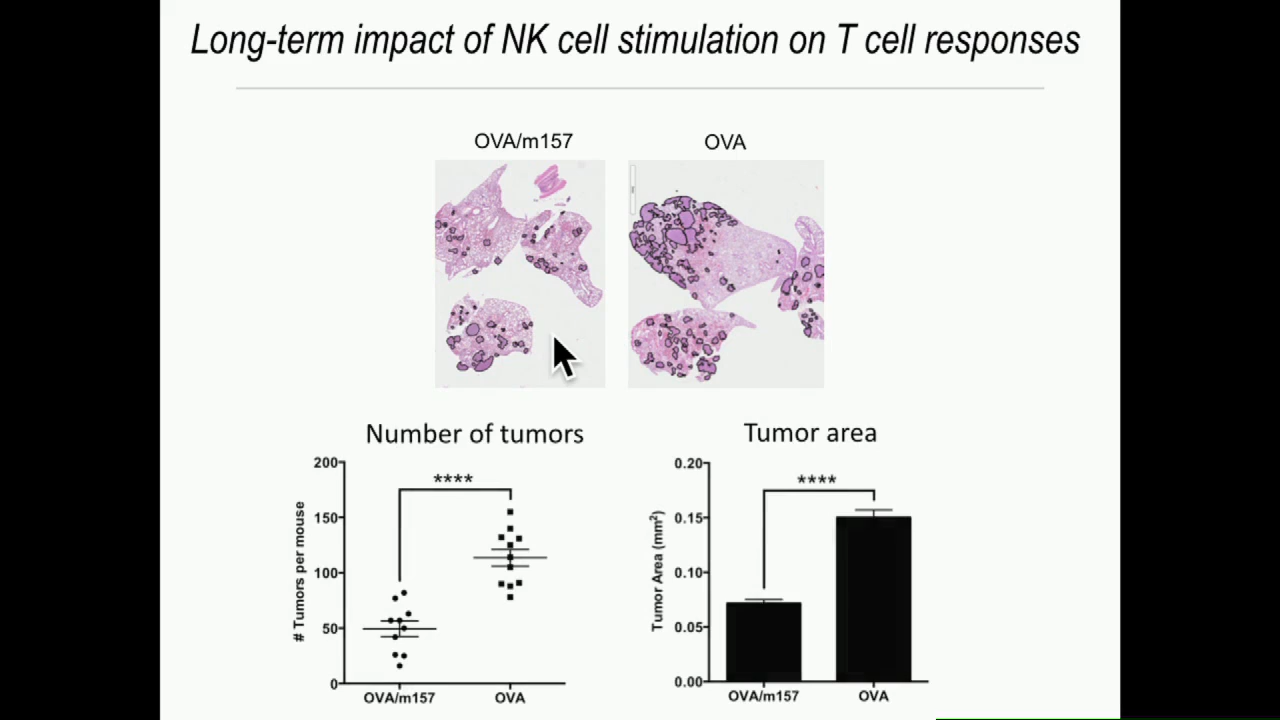 Long-term impact of NK cell stimulation on T cell responses
OVA/m157
OVA
Number of tumors
Tumor area
# Tumors per mouse
200
150
100
50
0
****
OVA/m157
OVA
Tumor Area (mm²)
0.20
0.15
0.10
0.05
0.00
****
OVA/m157
OVA